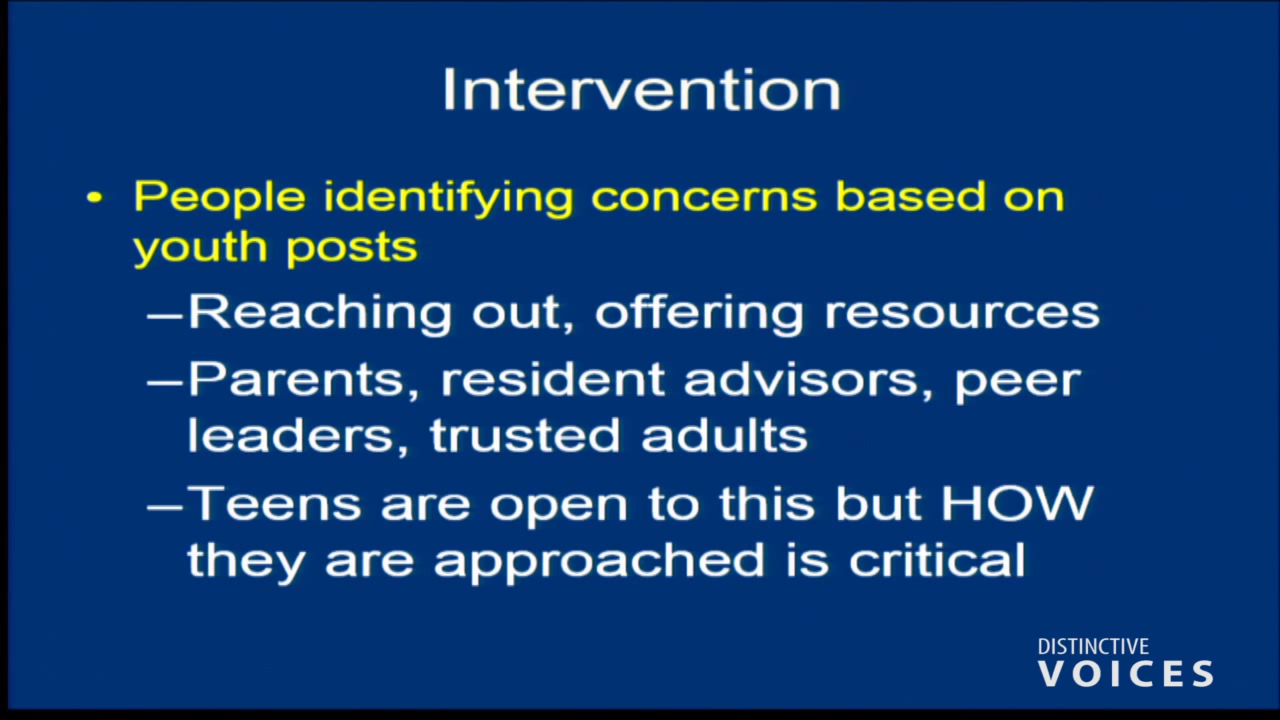 Intervention
• People identifying concerns based on
youth posts
–Reaching out, offering resources
–Parents, resident advisors, peer
leaders, trusted adults
–Teens are open to this but HOW
they are approached is critical
DISTINCTIVE
VOICES